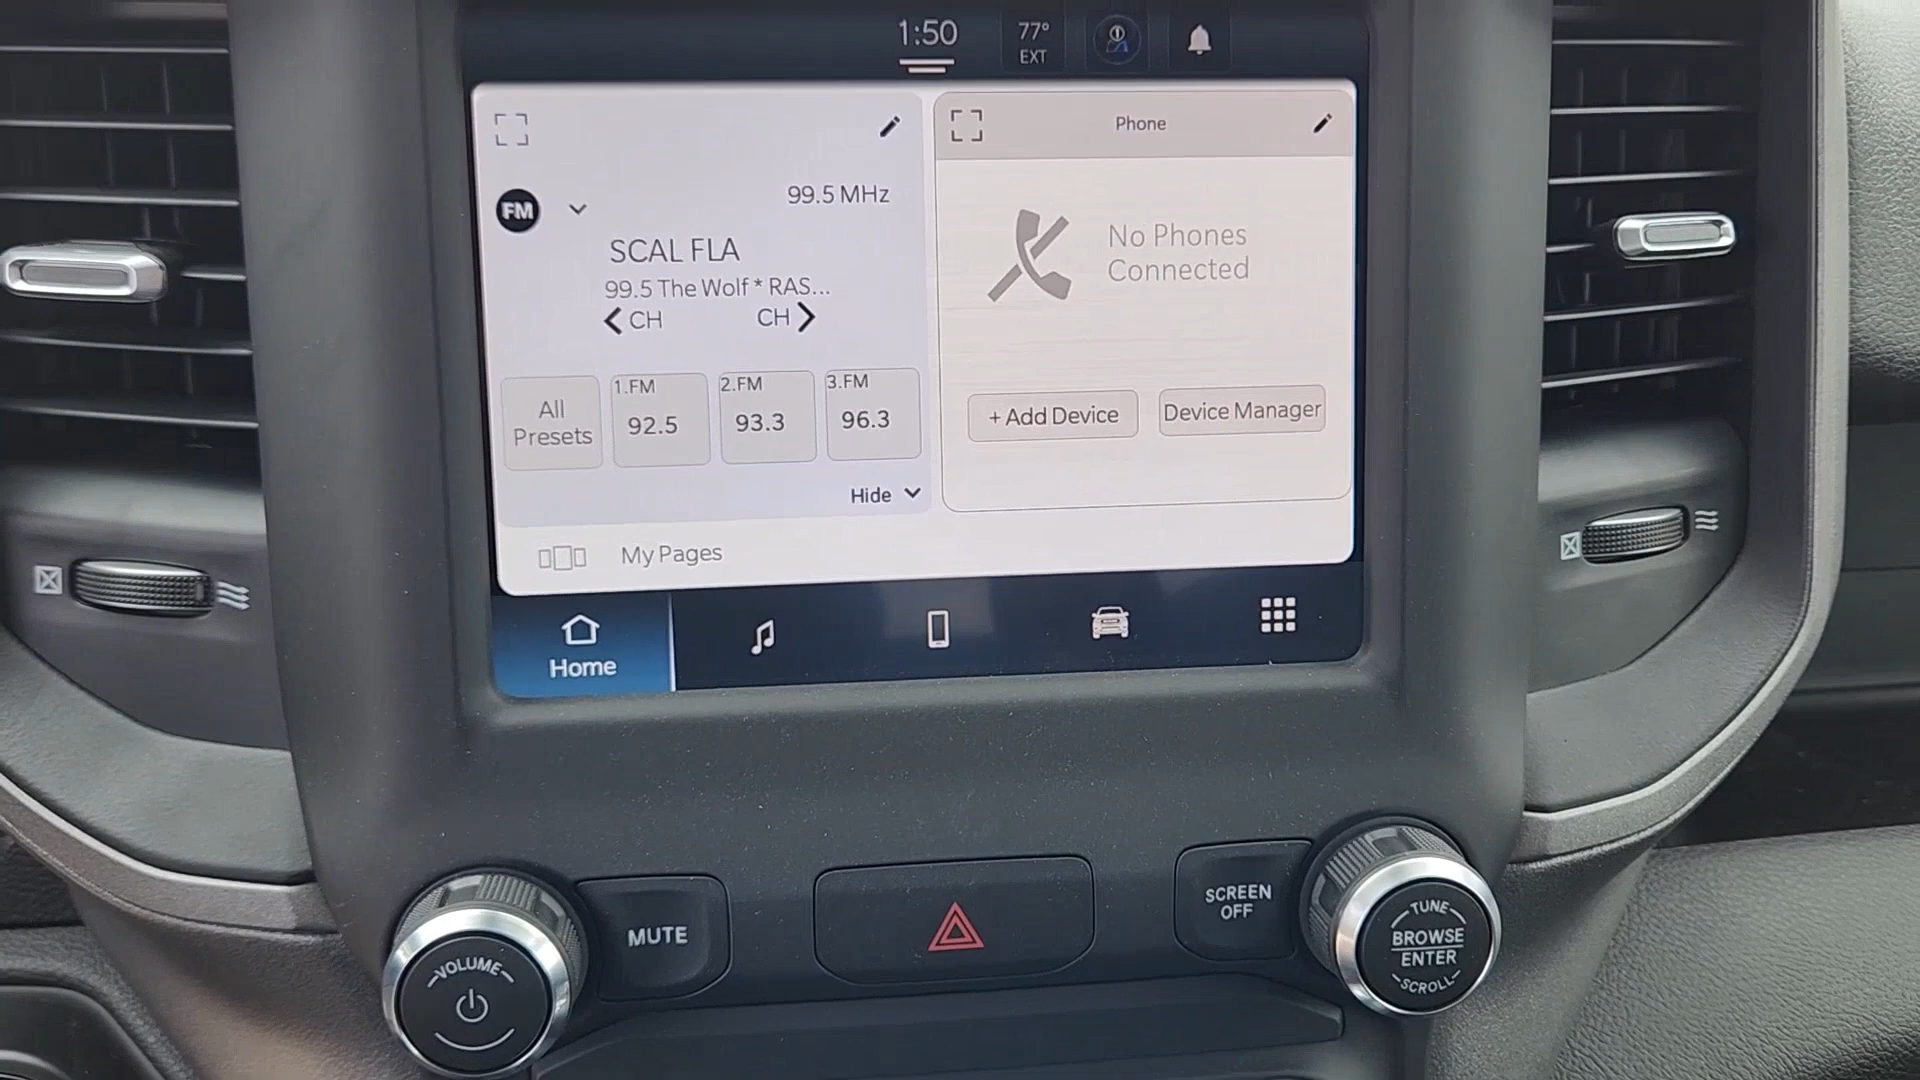 1:50
77°
EXT
99.5 MHz
FM
SCAL FLA
99.5 The Wolf * RAS...
CH
CH
All
Presets
1.FM
92.5
2.FM
93.3
3.FM
96.3
Hide
Phone
No Phones
Connected
+ Add Device
Device Manager
My Pages
Home
VOLUME
MUTE
SCREEN
OFF
TUNE
BROWSE
ENTER
SCROLL